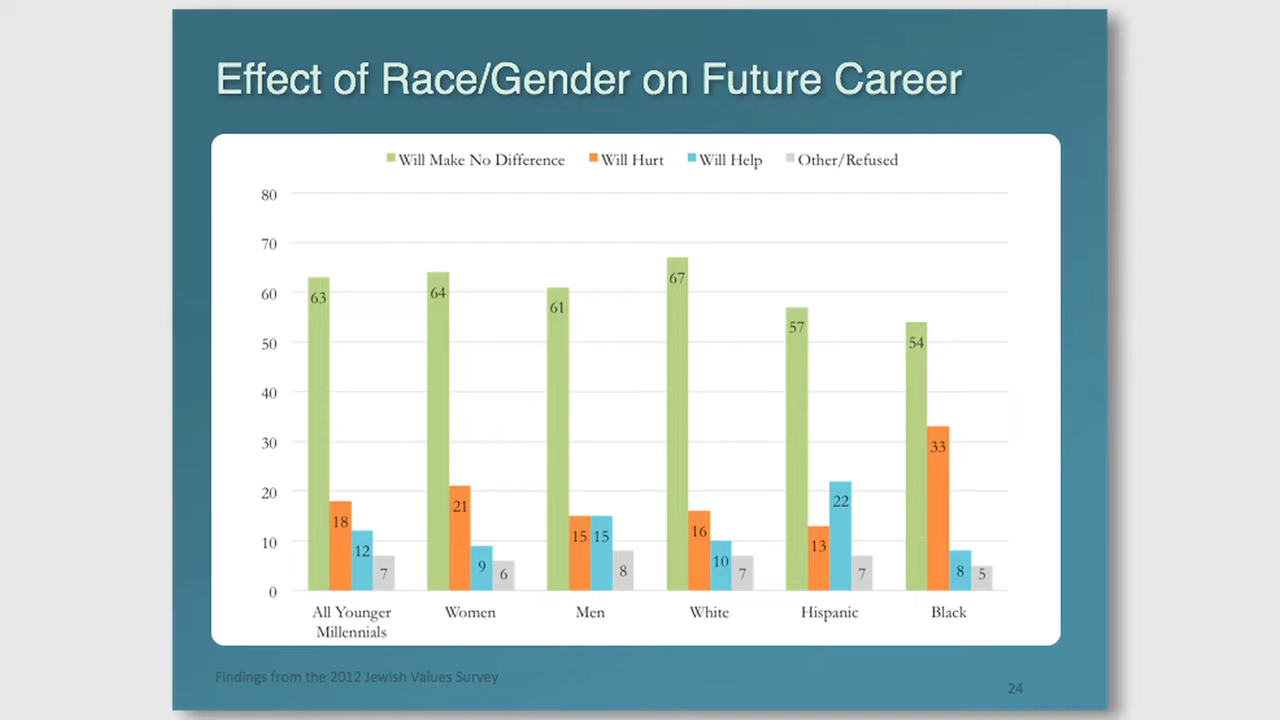 Effect of Race/Gender on Future Career
Will Make No Difference Will Hurt Will Help Other/Refused
80
70
60
50
40
30
20
10
0
63 18 12 7
64 21 9 6
61 15 15 8
67 16 10 7
57 13 22 7
54 33 8 5
All Younger Millennials
Women
Men
White
Hispanic
Black
Findings from the 2012 Jewish Values Survey
24